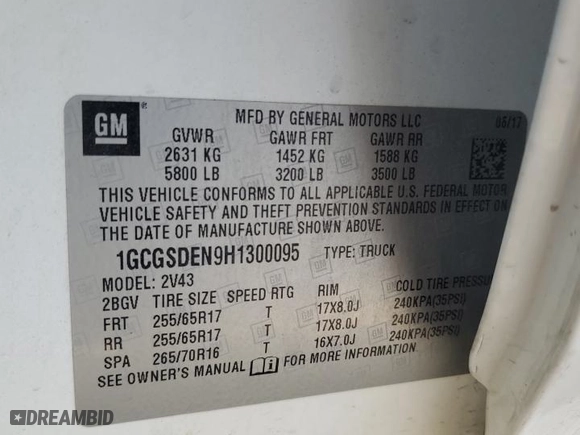 GM
MFD BY GENERAL MOTORS LLC 06/17
GVWR GAWR FRT GAWR RR
2631 KG 1452 KG 1588 KG
5800 LB 3200 LB 3500 LB
THIS VEHICLE CONFORMS TO ALL APPLICABLE U.S. FEDERAL MOTOR
VEHICLE SAFETY AND THEFT PREVENTION STANDARDS IN EFFECT ON
THE DATE OF MANUFACTURE SHOWN ABOVE.
1GCGSDEN9H1300095 TYPE: TRUCK
MODEL: 2V43
2BGV TIRE SIZE SPEED RTG RIM COLD TIRE PRESSU
FRT 255/65R17 T 17X8.0J 240KPA(35PSI)
RR 255/65R17 T 17X8.0J 240KPA(35PSI)
SPA 265/70R16 T 16X7.0J 240KPA(35PSI)
SEE OWNER'S MANUAL FOR MORE INFORMATION.
DREAMBID